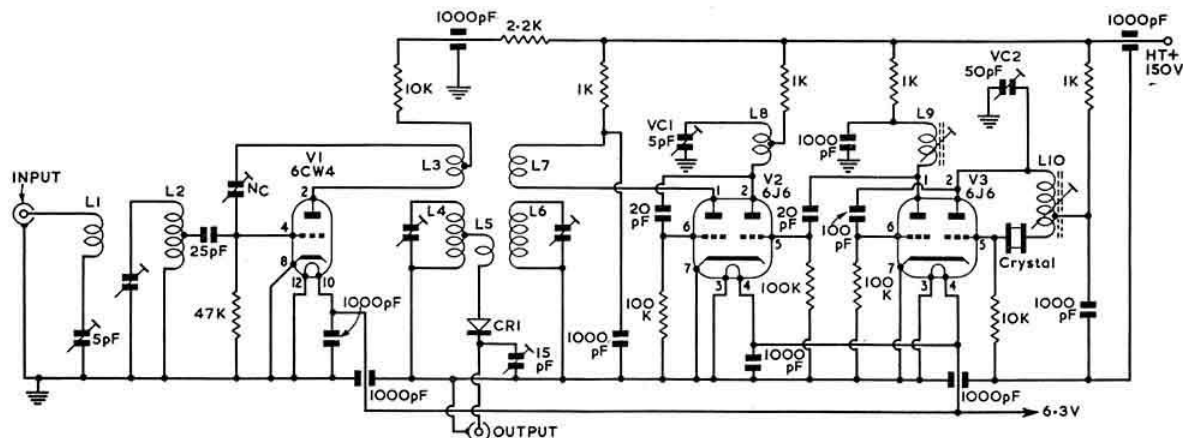 1000pF
2·2K
1000pF
HT+
150V
VC2
50pF
10K
1K
1K
1K
1K
L8
VC1
5pF
1000
pF
L9
V1
6CW4
L3
L7
L10
INPUT
L1
L2
NC
2
1
2
V2
6J6
1
2
V3
6J6
25pF
4
L4
L5
L6
20
pF
6
5
20
pF
100
pF
6
5
Crystal
8
12
10
7
3
4
7
3
4
47K
1000pF
100
K
100K
100
K
10K
1000
pF
5pF
CR1
15
pF
1000
pF
1000
pF
1000pF
1000pF
6·3V
OUTPUT